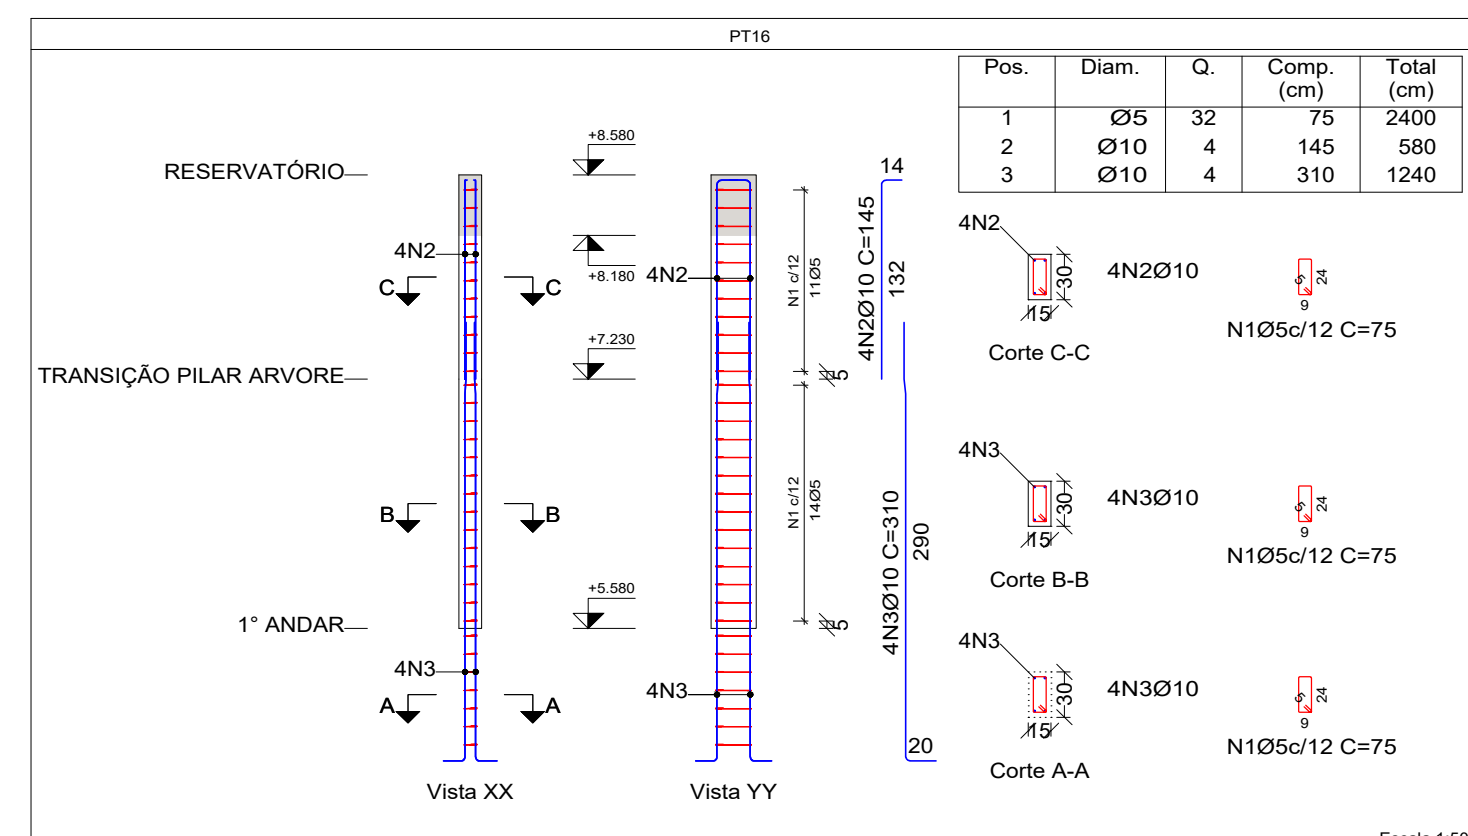 PT16
Pos. Diam. Q. Comp. (cm) Total (cm)
1 Ø5 32 75 2400
2 Ø10 4 145 580
3 Ø10 4 310 1240
RESERVATÓRIO
+8.580
14
4N2
+8.180
4N2
N1 c/12
11Ø5
4N2Ø10 C=145
132
C C
+7.230
TRANSIÇÃO PILAR ARVORE
5
B B
N1 c/12
14Ø5
4N3Ø10 C=310
290
+5.580
1° ANDAR
5
4N3
4N3
A A
20
Vista XX
Vista YY
4N2
30
15
4N2Ø10
Corte C-C
5
24
9
N1Ø5c/12 C=75
4N3
30
15
4N3Ø10
Corte B-B
5
24
9
N1Ø5c/12 C=75
4N3
30
15
4N3Ø10
Corte A-A
5
24
9
N1Ø5c/12 C=75